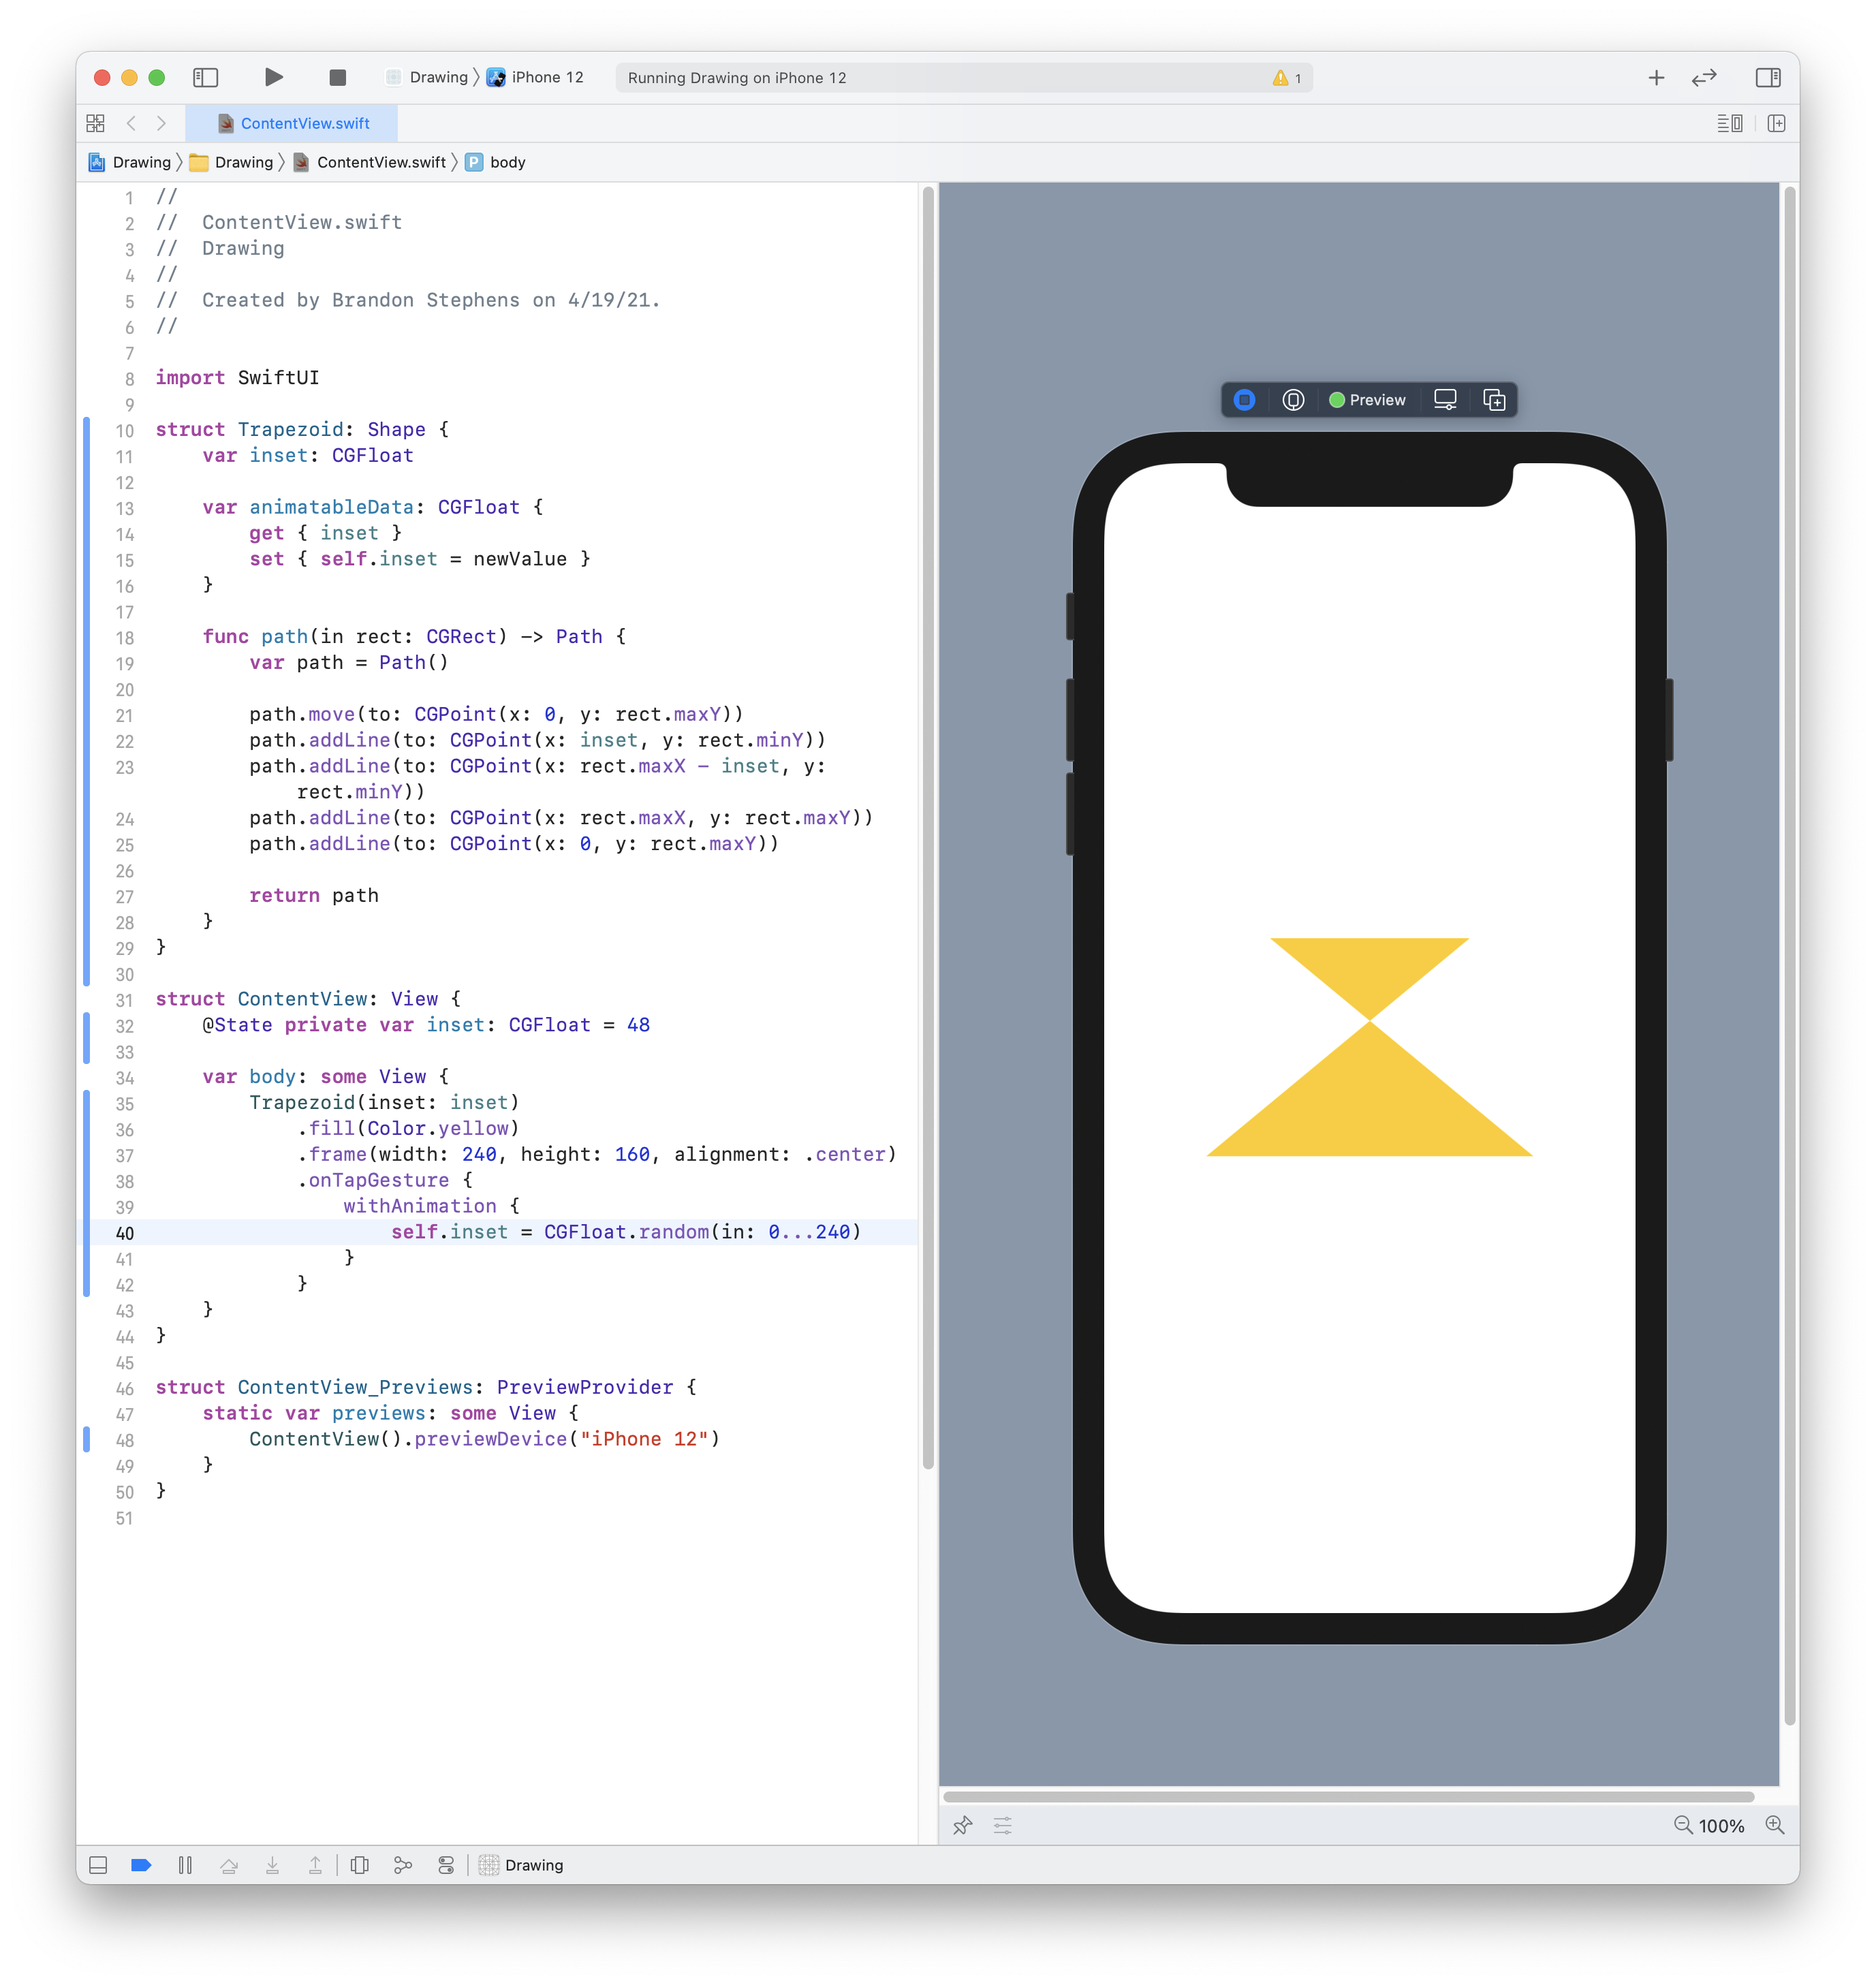 Drawing iPhone 12 Running Drawing on iPhone 12 1
ContentView.swift
Drawing Drawing ContentView.swift P body
1 //
2 //  ContentView.swift
3 //  Drawing
4 //
5 //  Created by Brandon Stephens on 4/19/21.
6 //
7
8 import SwiftUI
9
10 struct Trapezoid: Shape {
11     var inset: CGFloat
12
13     var animatableData: CGFloat {
14         get { inset }
15         set { self.inset = newValue }
16     }
17
18     func path(in rect: CGRect) -> Path {
19         var path = Path()
20
21         path.move(to: CGPoint(x: 0, y: rect.maxY))
22         path.addLine(to: CGPoint(x: inset, y: rect.minY))
23         path.addLine(to: CGPoint(x: rect.maxX - inset, y:
            rect.minY))
24         path.addLine(to: CGPoint(x: rect.maxX, y: rect.maxY))
25         path.addLine(to: CGPoint(x: 0, y: rect.maxY))
26
27         return path
28     }
29 }
30
31 struct ContentView: View {
32     @State private var inset: CGFloat = 48
33
34     var body: some View {
35         Trapezoid(inset: inset)
36             .fill(Color.yellow)
37             .frame(width: 240, height: 160, alignment: .center)
38             .onTapGesture {
39                 withAnimation {
40                     self.inset = CGFloat.random(in: 0...240)
41                 }
42             }
43     }
44 }
45
46 struct ContentView_Previews: PreviewProvider {
47     static var previews: some View {
48         ContentView().previewDevice("iPhone 12")
49     }
50 }
51
Preview
100%
Drawing